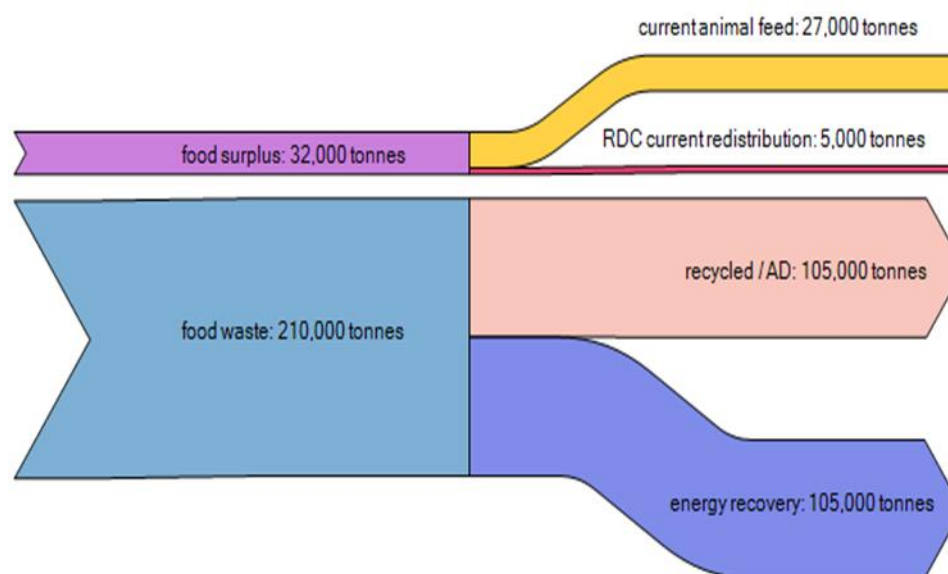 current animal feed: 27,000 tonnes
RDC current redistribution: 5,000 tonnes
food surplus: 32,000 tonnes
recycled / AD: 105,000 tonnes
food waste: 210,000 tonnes
energy recovery: 105,000 tonnes